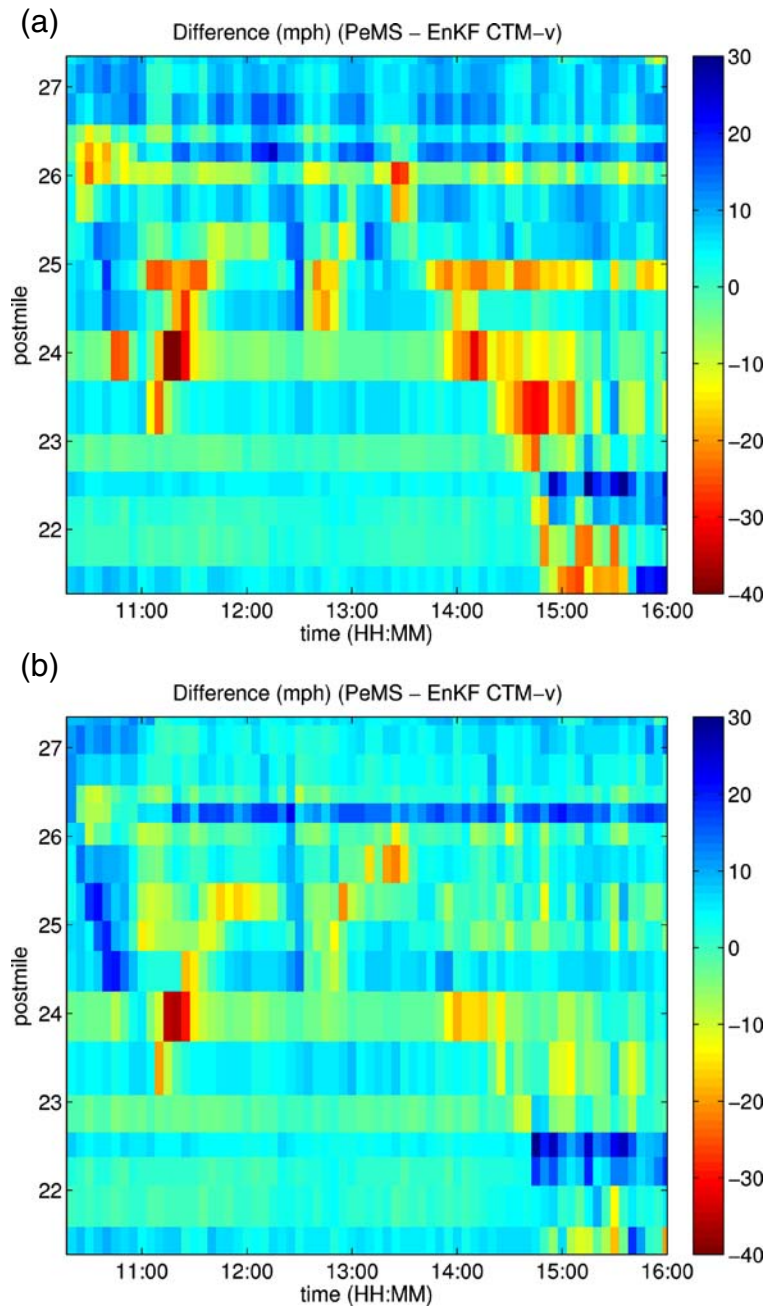 (a)
Difference (mph) (PeMS − EnKF CTM−v)
27
26
25
24
23
22
postmile
11:00 12:00 13:00 14:00 15:00 16:00
time (HH:MM)
30
20
10
0
−10
−20
−30
−40
(b)
Difference (mph) (PeMS − EnKF CTM−v)
27
26
25
24
23
22
postmile
11:00 12:00 13:00 14:00 15:00 16:00
time (HH:MM)
30
20
10
0
−10
−20
−30
−40